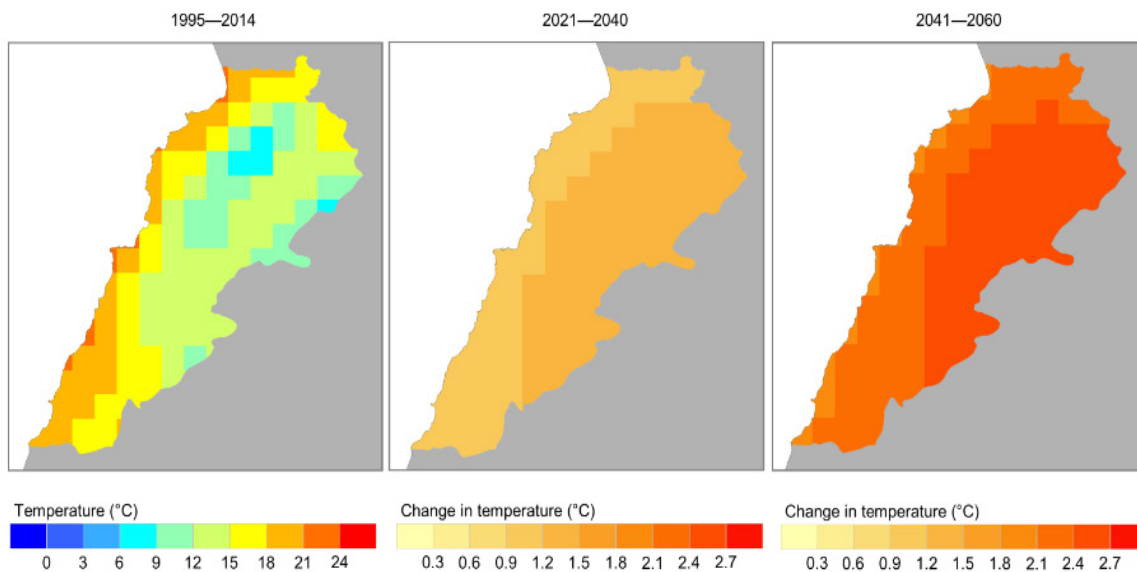 1995—2014
2021—2040
2041—2060
Temperature (°C)
0 3 6 9 12 15 18 21 24
Change in temperature (°C)
0.3 0.6 0.9 1.2 1.5 1.8 2.1 2.4 2.7
Change in temperature (°C)
0.3 0.6 0.9 1.2 1.5 1.8 2.1 2.4 2.7